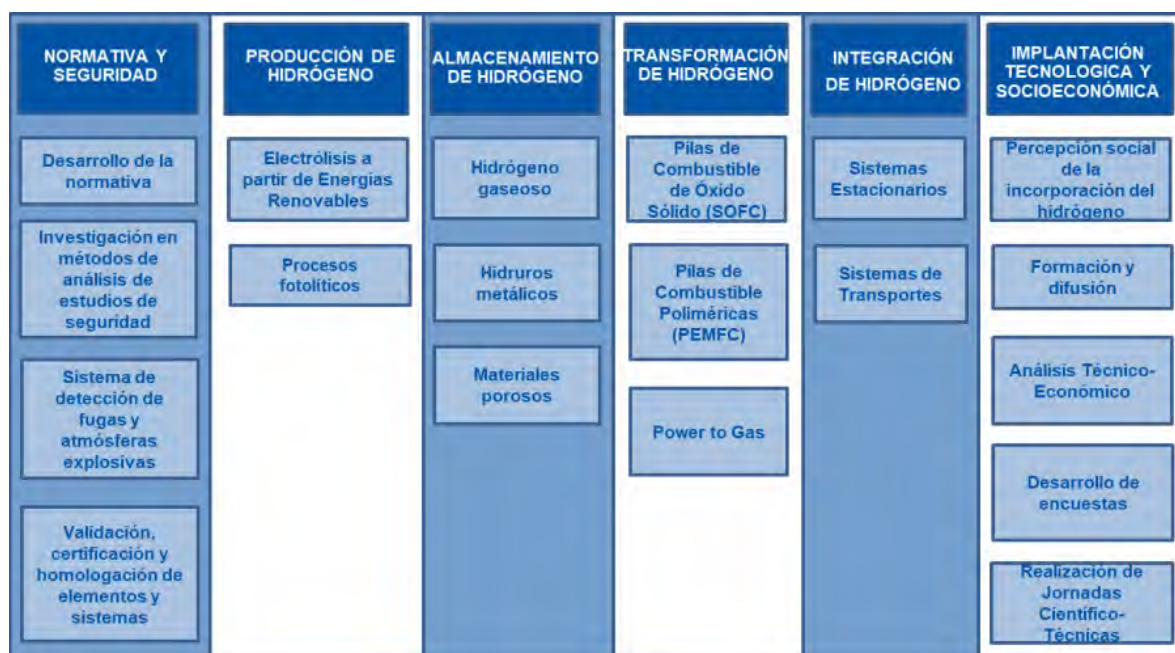 NORMATIVA Y
SEGURIDAD
Desarrollo de la
normativa
Investigación en
métodos de
análisis de
estudios de
seguridad
Sistema de
detección de
fugas y
atmósferas
explosivas
Validación,
certificación y
homologación de
elementos y
sistemas
PRODUCCIÓN DE
HIDRÓGENO
Electrólisis a
partir de Energías
Renovables
Procesos
fotolíticos
ALMACENAMIENTO
DE HIDRÓGENO
Hidrógeno
gaseoso
Hidruros
metálicos
Materiales
porosos
TRANSFORMACIÓN
DE HIDRÓGENO
Pilas de
Combustible
de Óxido
Sólido (SOFC)
Pilas de
Combustible
Poliméricas
(PEMFC)
Power to Gas
INTEGRACIÓN
DE HIDRÓGENO
Sistemas
Estacionarios
Sistemas de
Transportes
IMPLANTACIÓN
TECNOLOGICA Y
SOCIOECONÓMICA
Percepción social
de la
incorporación del
hidrógeno
Formación y
difusión
Análisis Técnico-
Económico
Desarrollo de
encuestas
Realización de
Jornadas
Científico-
Técnicas